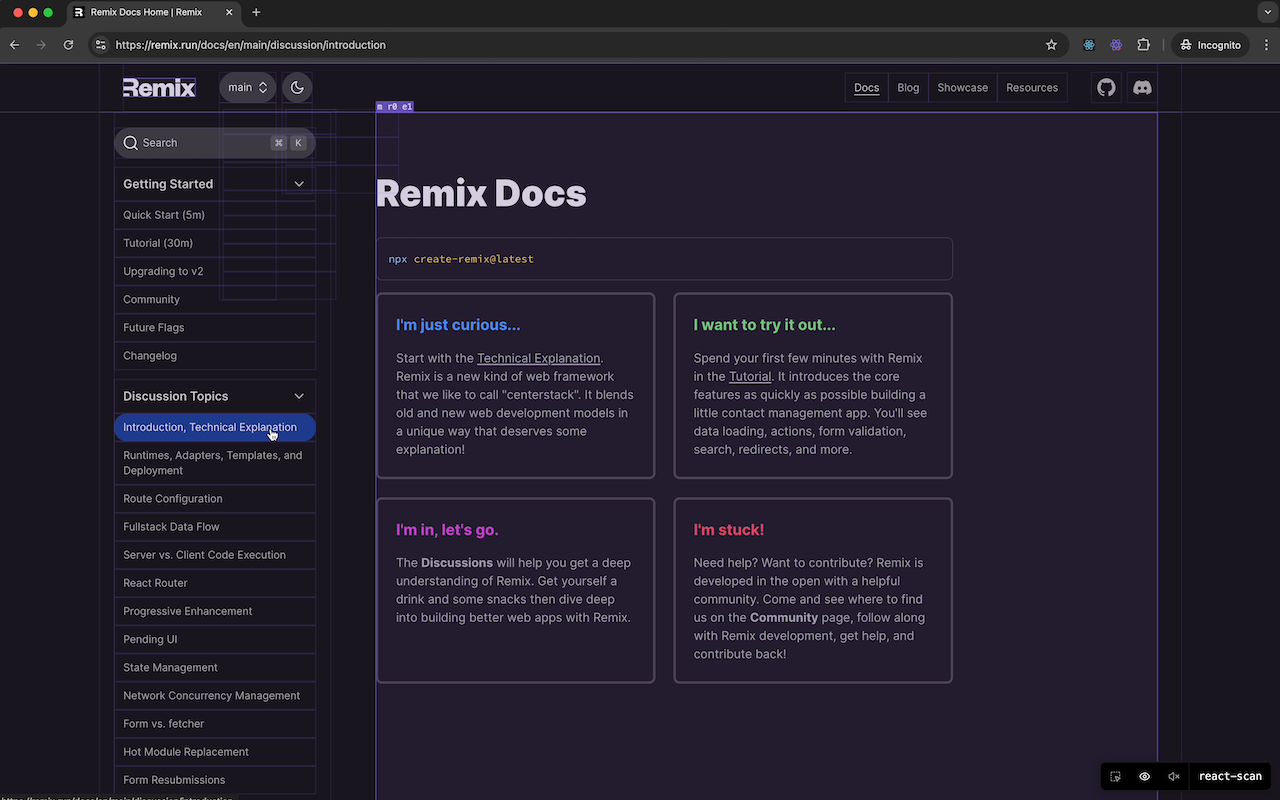 Remix Docs Home | Remix
https://remix.run/docs/en/main/discussion/introduction
Incognito
Remix
main
Docs
Blog
Showcase
Resources
m r0 e1
Search
⌘ K
Getting Started
Quick Start (5m)
Tutorial (30m)
Upgrading to v2
Community
Future Flags
Changelog
Discussion Topics
Introduction, Technical Explanation
Runtimes, Adapters, Templates, and
Deployment
Route Configuration
Fullstack Data Flow
Server vs. Client Code Execution
React Router
Progressive Enhancement
Pending UI
State Management
Network Concurrency Management
Form vs. fetcher
Hot Module Replacement
Form Resubmissions
Remix Docs
npx create-remix@latest
I'm just curious...
Start with the Technical Explanation.
Remix is a new kind of web framework
that we like to call "centerstack". It blends
old and new web development models in
a unique way that deserves some
explanation!
I want to try it out...
Spend your first few minutes with Remix
in the Tutorial. It introduces the core
features as quickly as possible building a
little contact management app. You'll see
data loading, actions, form validation,
search, redirects, and more.
I'm in, let's go.
The Discussions will help you get a deep
understanding of Remix. Get yourself a
drink and some snacks then dive deep
into building better web apps with Remix.
I'm stuck!
Need help? Want to contribute? Remix is
developed in the open with a helpful
community. Come and see where to find
us on the Community page, follow along
with Remix development, get help, and
contribute back!
react-scan